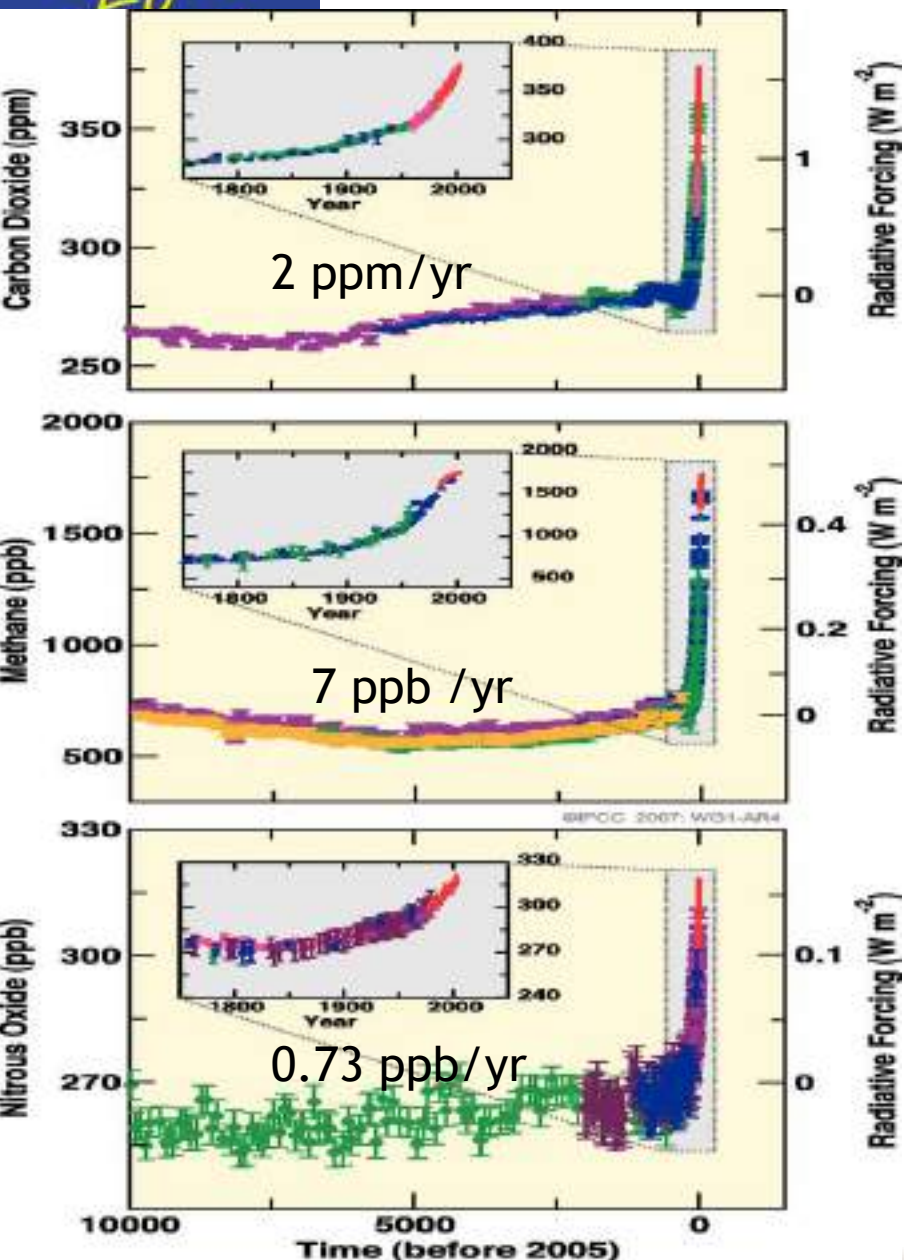 Carbon Dioxide (ppm)
350
300
250
400
350
300
1800 1900 2000
Year
2 ppm/yr
1
0
Radiative Forcing (W m-2)
Methane (ppb)
2000
1500
1000
500
2000
1500
1000
500
1800 1900 2000
Year
7 ppb /yr
0.4
0.2
0
Radiative Forcing (W m-2)
©IPCC 2007: WG1-AR4
Nitrous Oxide (ppb)
330
300
270
330
300
270
240
1800 1900 2000
Year
0.73 ppb/yr
0.1
0
Radiative Forcing (W m-2)
10000 5000 0
Time (before 2005)